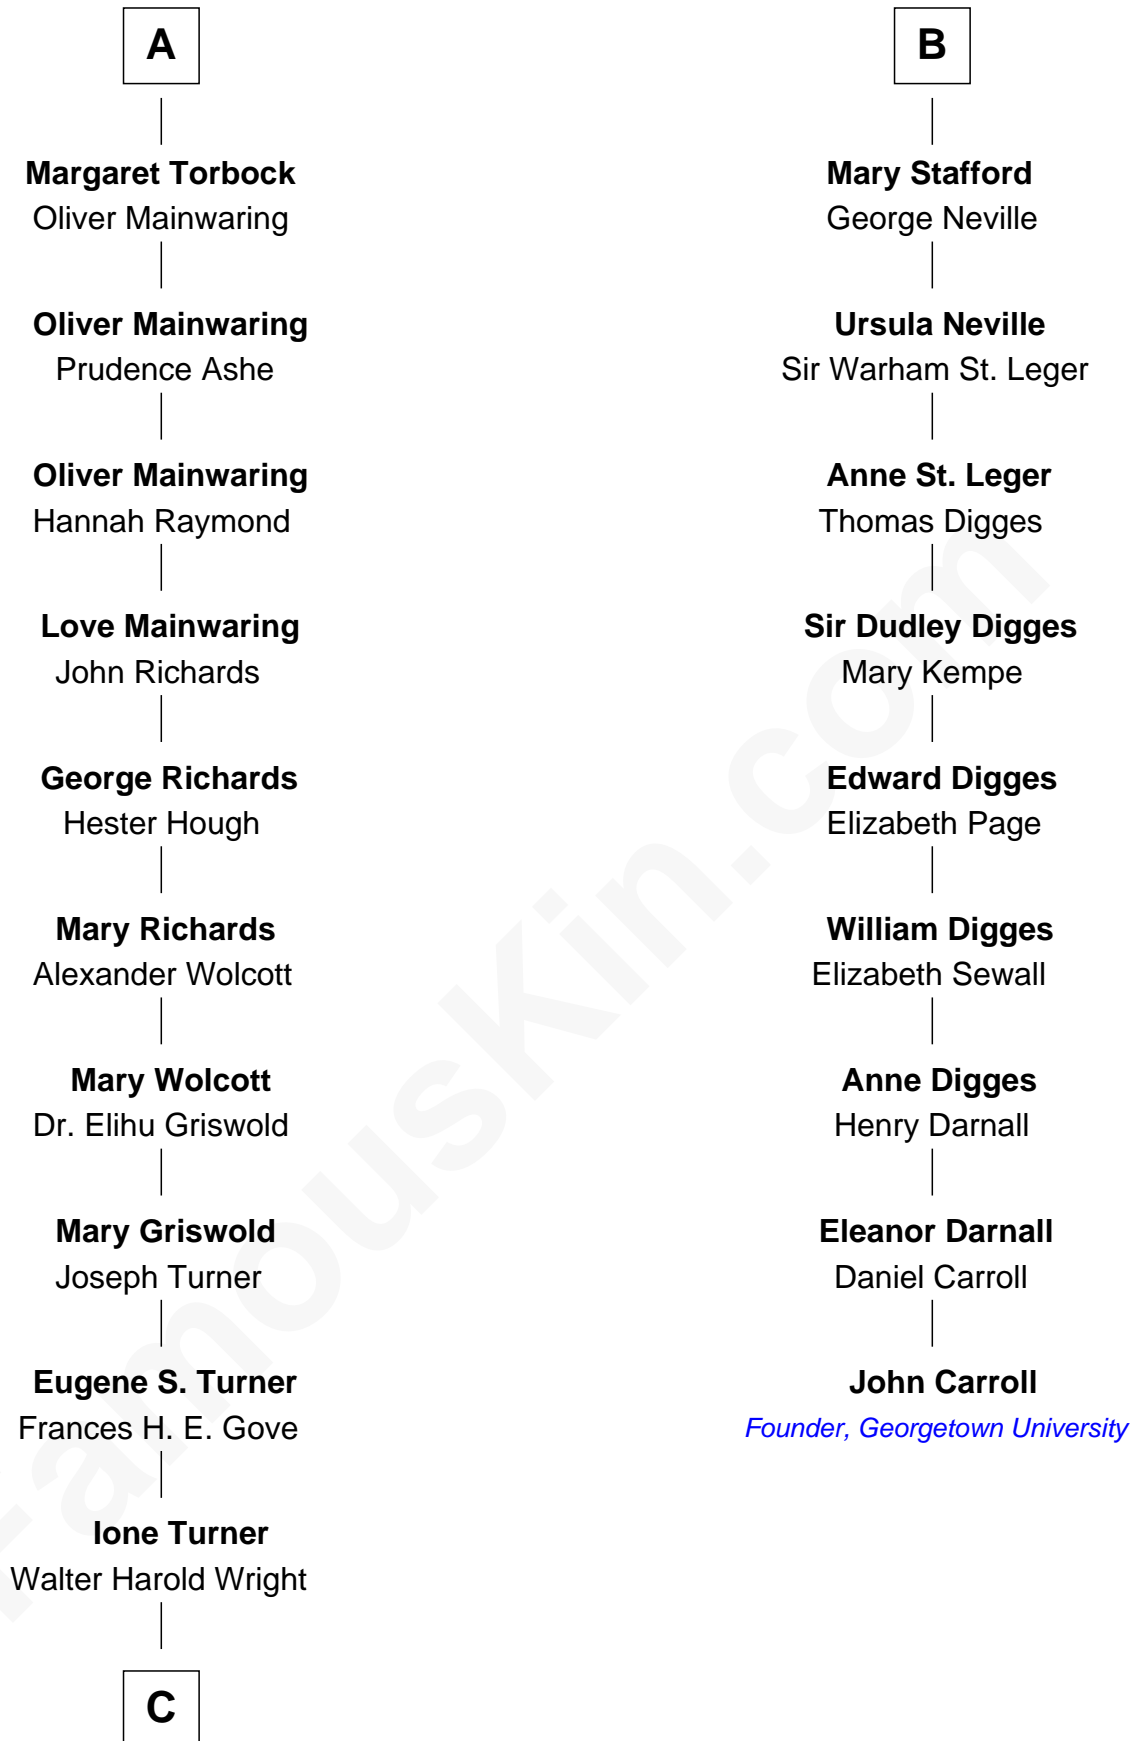 A
Margaret Torbock
Oliver Mainwaring
Oliver Mainwaring
Prudence Ashe
Oliver Mainwaring
Hannah Raymond
Love Mainwaring
John Richards
George Richards
Hester Hough
Mary Richards
Alexander Wolcott
Mary Wolcott
Dr. Elihu Griswold
Mary Griswold
Joseph Turner
Eugene S. Turner
Frances H. E. Gove
Ione Turner
Walter Harold Wright
C
B
Mary Stafford
George Neville
Ursula Neville
Sir Warham St. Leger
Anne St. Leger
Thomas Digges
Sir Dudley Digges
Mary Kempe
Edward Digges
Elizabeth Page
William Digges
Elizabeth Sewall
Anne Digges
Henry Darnall
Eleanor Darnall
Daniel Carroll
John Carroll
Founder, Georgetown University
FamousKin.com